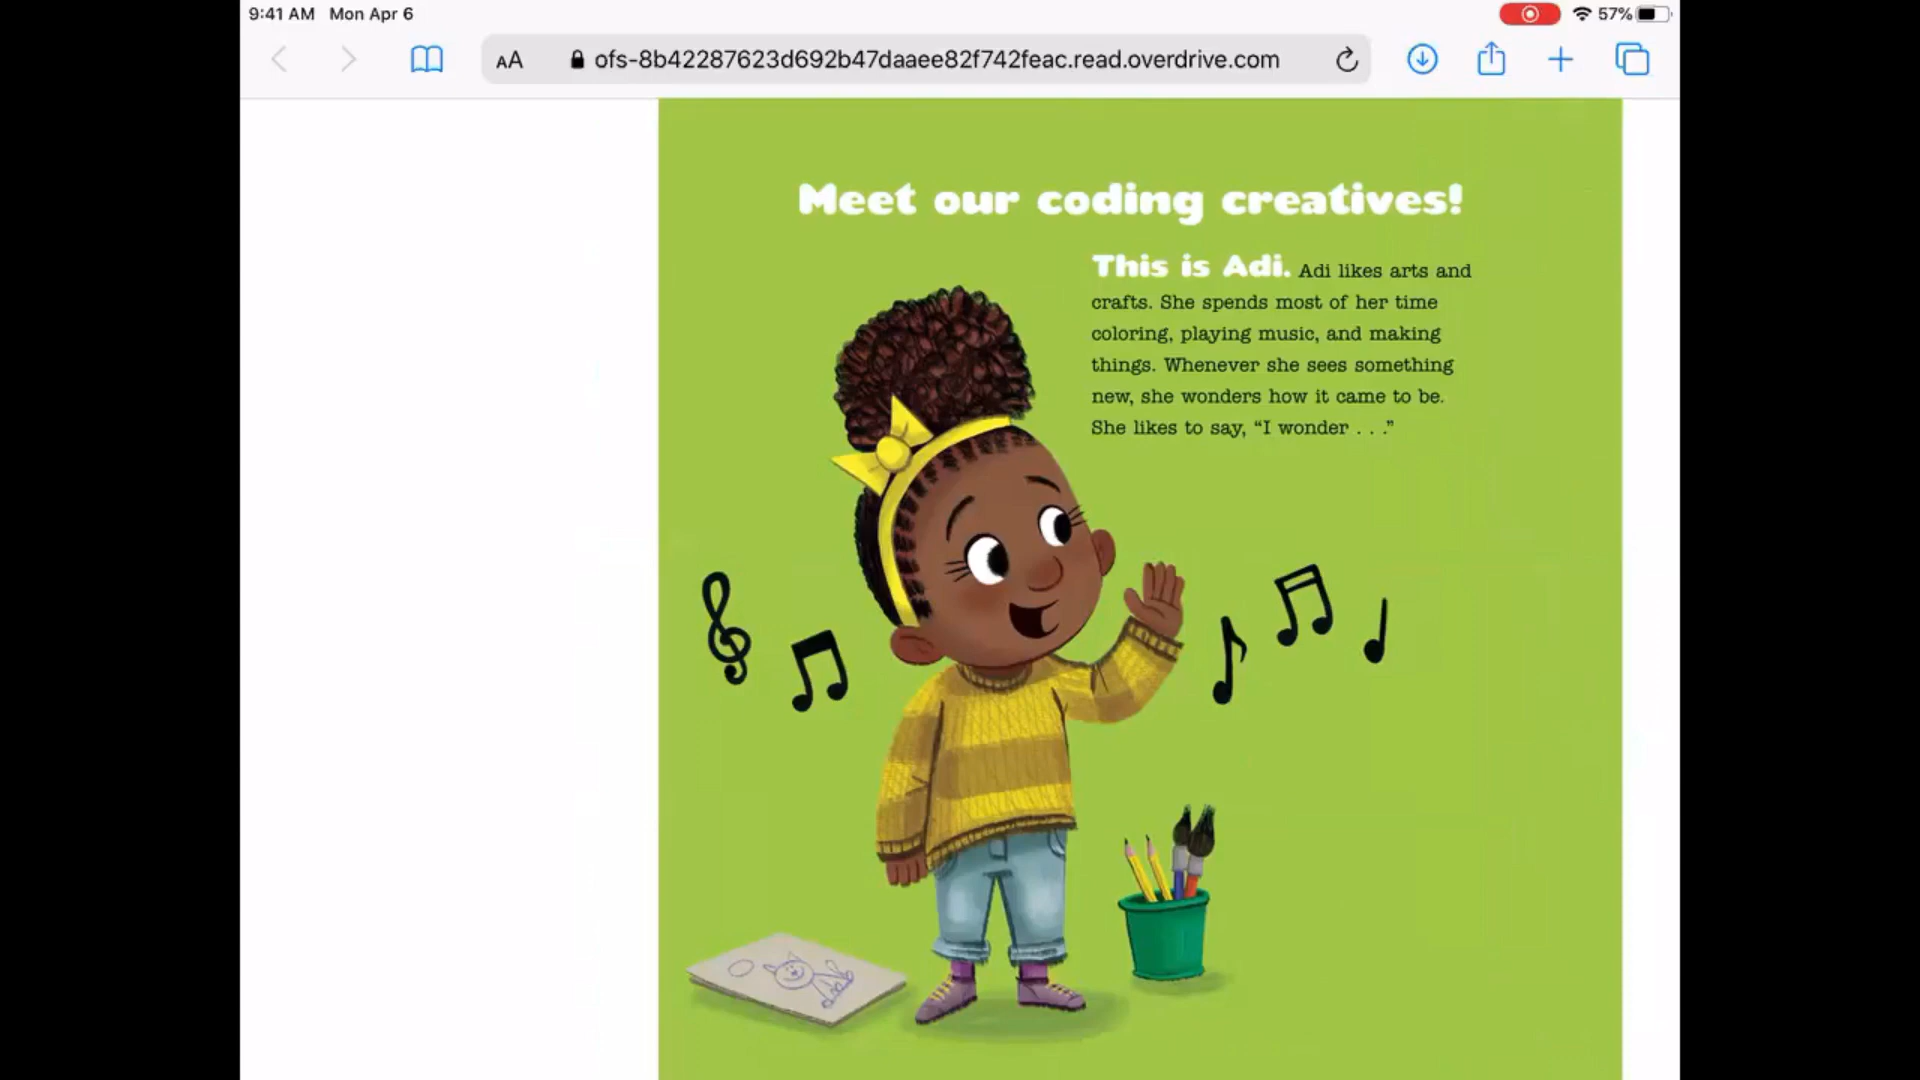 9:41 AM Mon Apr 6
57%
AA ofs-8b42287623d692b47daaee82f742feac.read.overdrive.com
Meet our coding creatives!
This is Adi. Adi likes arts and
crafts. She spends most of her time
coloring, playing music, and making
things. Whenever she sees something
new, she wonders how it came to be.
She likes to say, “I wonder . . .”